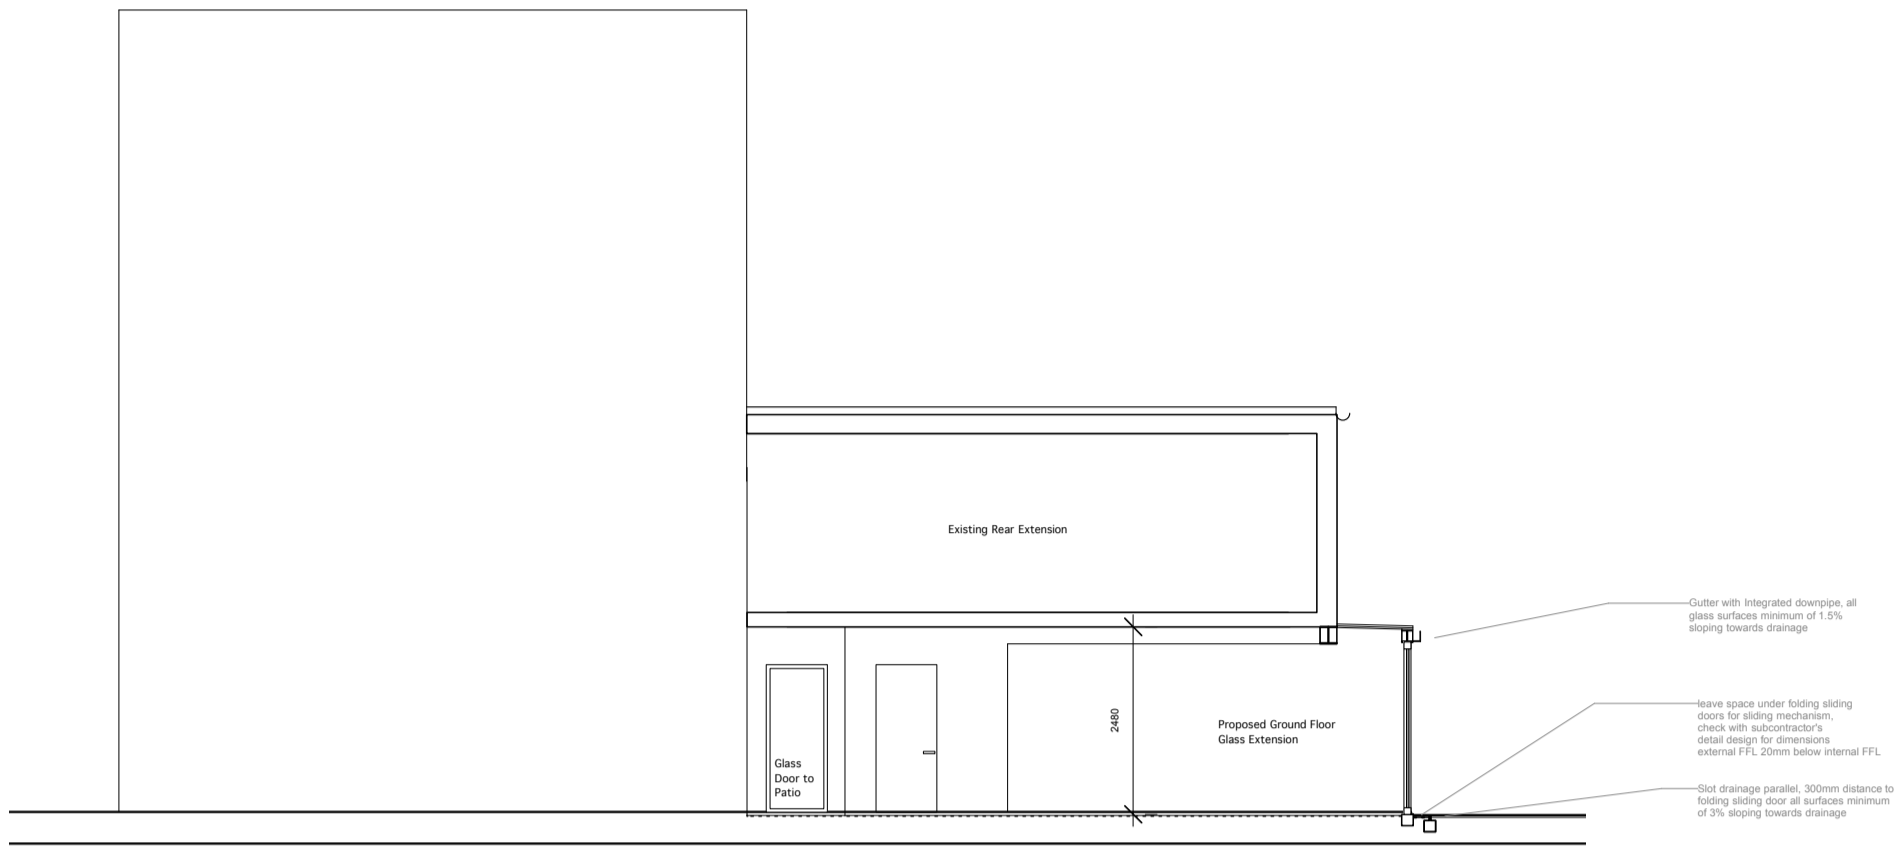 Existing Rear Extension
Gutter with Integrated downpipe, all
glass surfaces minimum of 1.5%
sloping towards drainage
2480
Proposed Ground Floor
Glass Extension
Glass
Door to
Patio
leave space under folding sliding
doors for sliding mechanism,
check with subcontractor's
detail design for dimensions
external FFL 20mm below internal FFL
Slot drainage parallel, 300mm distance to
folding sliding door all surfaces minimum
of 3% sloping towards drainage